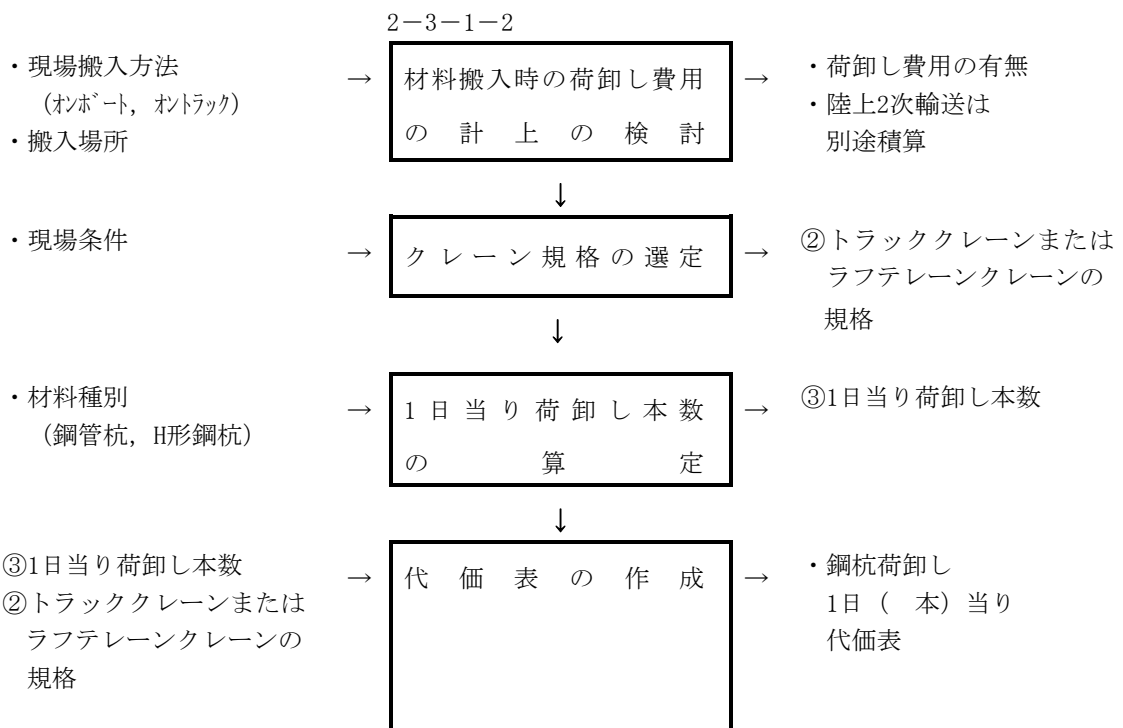 2－3－1－2
・現場搬入方法
（ｵﾝﾎﾞｰﾄ，ｵﾝﾄﾗｯｸ）
・搬入場所
→
材料搬入時の荷卸し費用
の計上の検討
→
・荷卸し費用の有無
・陸上2次輸送は
別途積算
↓
・現場条件
→
クレーン規格の選定
→
②トラッククレーンまたは
ラフテレーンクレーンの
規格
↓
・材料種別
（鋼管杭，H形鋼杭）
→
1日当り荷卸し本数
の算定
→
③1日当り荷卸し本数
↓
③1日当り荷卸し本数
②トラッククレーンまたは
ラフテレーンクレーンの
規格
→
代価表の作成
→
・鋼杭荷卸し
1日（　本）当り
代価表